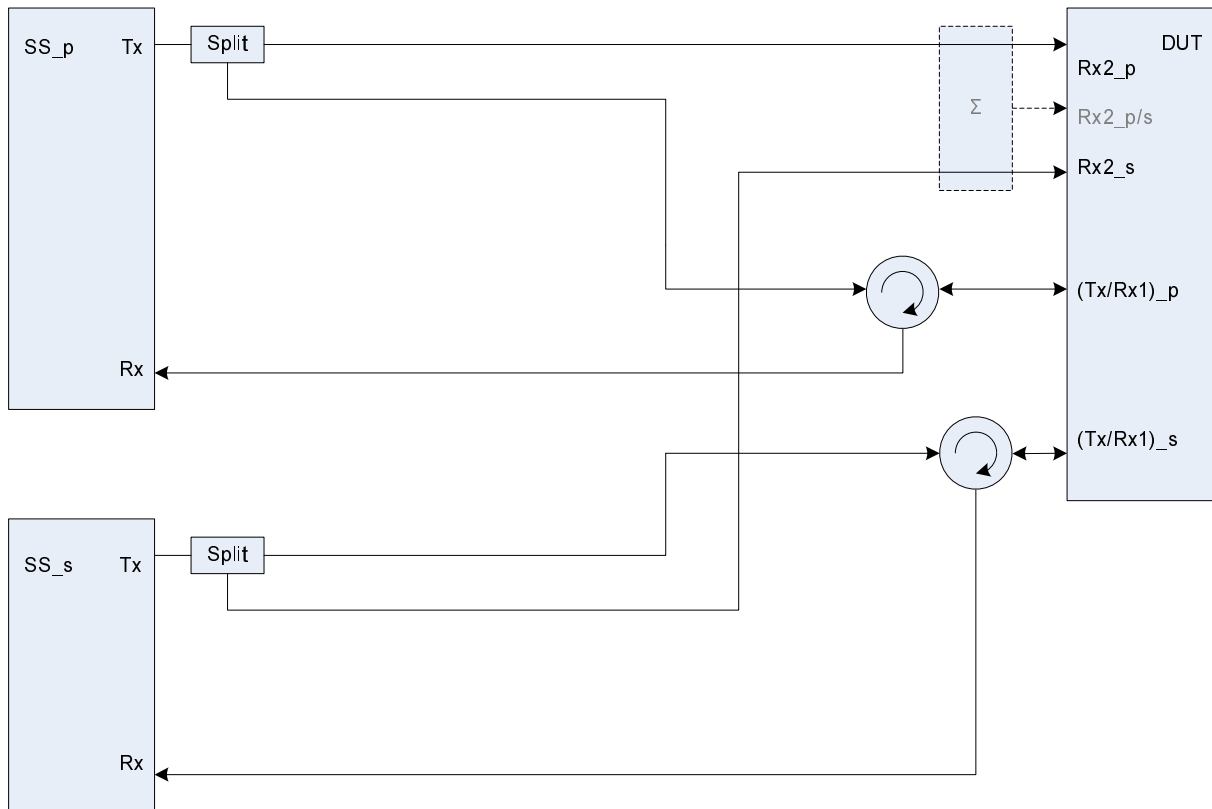 SS_p
Tx
Split
Rx
Σ
DUT
Rx2_p
Rx2_p/s
Rx2_s
(Tx/Rx1)_p
(Tx/Rx1)_s
SS_s
Tx
Split
Rx